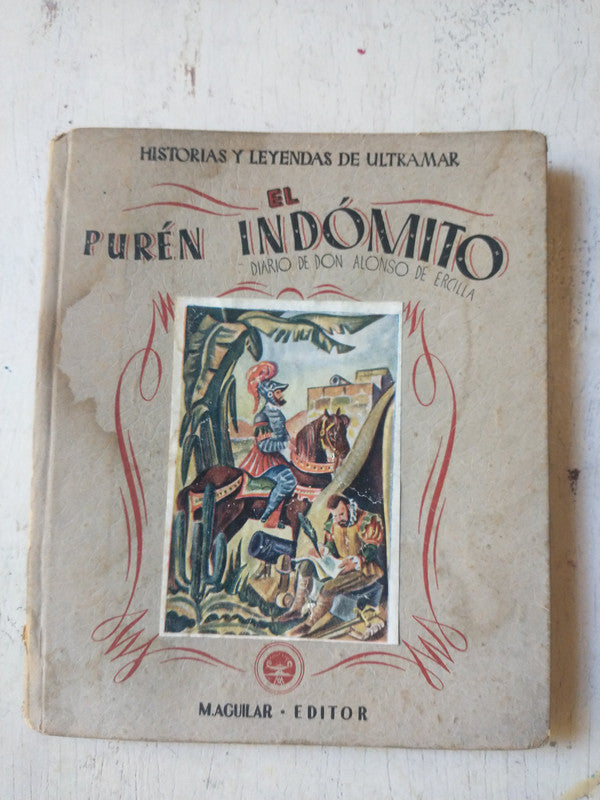 HISTORIAS Y LEYENDAS DE ULTRAMAR
EL
PURÉN INDÓMITO
DIARIO DE DON ALONSO DE ERCILLA
M.AGUILAR · EDITOR